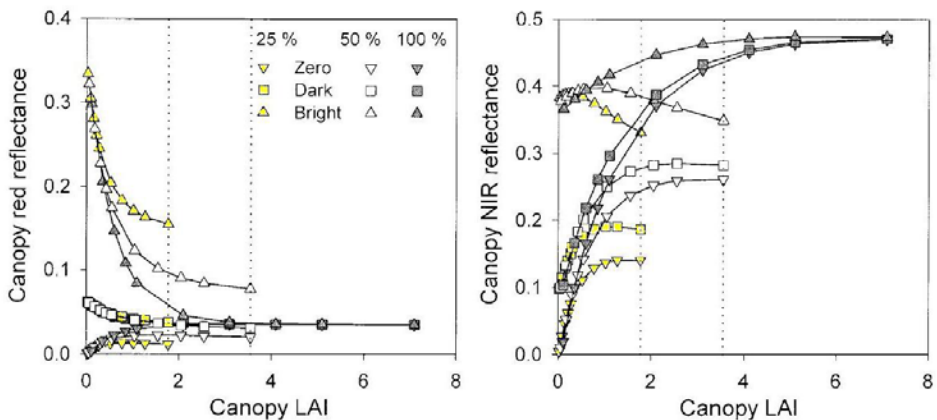 Canopy red reflectance
0.4
0.3
0.2
0.1
0.0
0 2 4 6 8
Canopy LAI
25 % 50 % 100 %
Zero
Dark
Bright
Canopy NIR reflectance
0.5
0.4
0.3
0.2
0.1
0.0
0 2 4 6 8
Canopy LAI